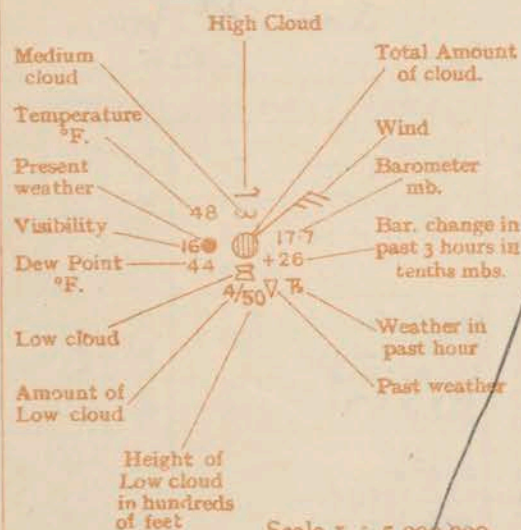 High Cloud
Medium
cloud
Total Amount
of cloud.
Temperature
°F.
Wind
Present
weather
Barometer
mb.
48
Visibility
16
17·7
Bar. change in
past 3 hours in
tenths mbs.
Dew Point
°F.
44
+26
4/50
Low cloud
Weather in
past hour
Amount of
Low cloud
Past weather
Height of
Low cloud
in hundreds
of feet